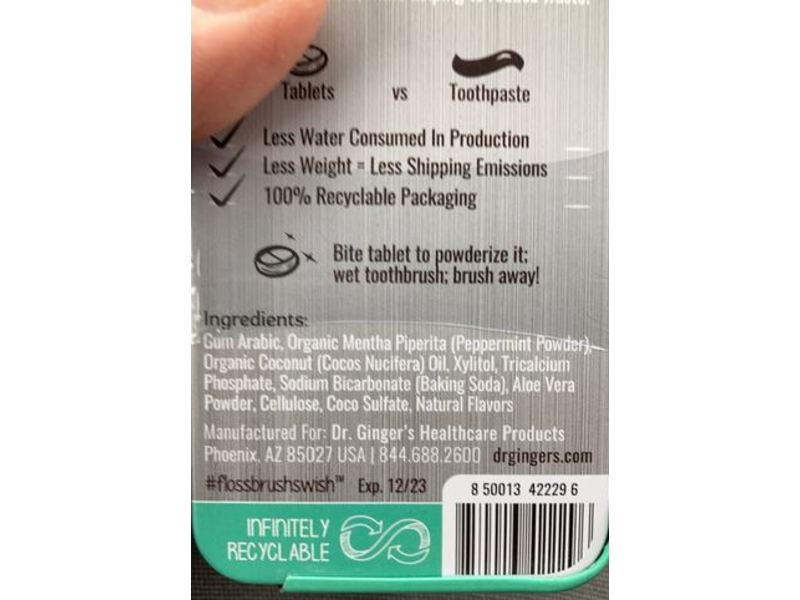 Tablets vs Toothpaste
Less Water Consumed In Production
Less Weight = Less Shipping Emissions
100% Recyclable Packaging
Bite tablet to powderize it;
wet toothbrush; brush away!
Ingredients:
Gum Arabic, Organic Mentha Piperita (Peppermint Powder),
Organic Coconut (Cocos Nucifera) Oil, Xylitol, Tricalcium
Phosphate, Sodium Bicarbonate (Baking Soda), Aloe Vera
Powder, Cellulose, Coco Sulfate, Natural Flavors
Manufactured For: Dr. Ginger's Healthcare Products
Phoenix, AZ 85027 USA | 844.688.2600 drgingers.com
#flossbrushswish™ Exp. 12/23
8 50013 42229 6
INFINITELY
RECYCLABLE